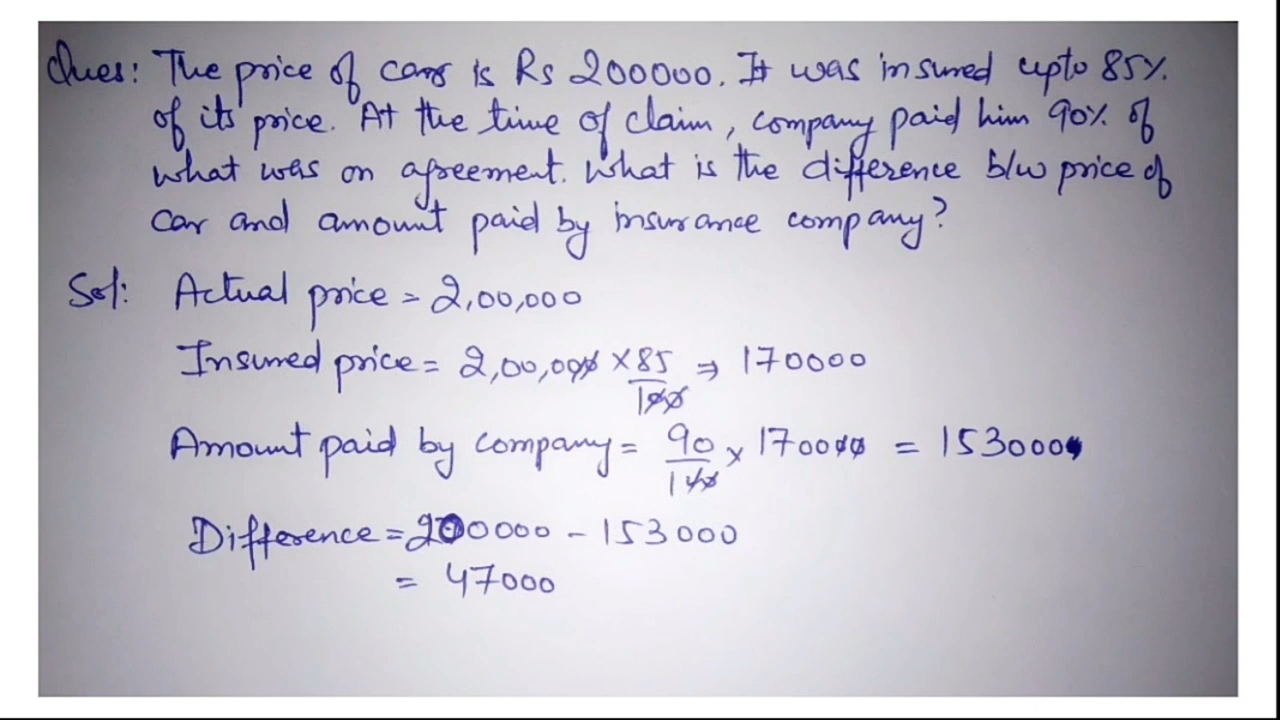 Ques: The price of car is Rs 200000. It was insured upto 85%
of its price. At the time of claim, company paid him 90% of
what was on agreement. What is the difference b/w price of
car and amount paid by insurance company?
Sol: Actual price = 2,00,000
Insured price = 2,00,000 × 85/100 ⇒ 170000
Amount paid by company = 90/100 × 170000 = 153000
Difference = 200000 - 153000
= 47000